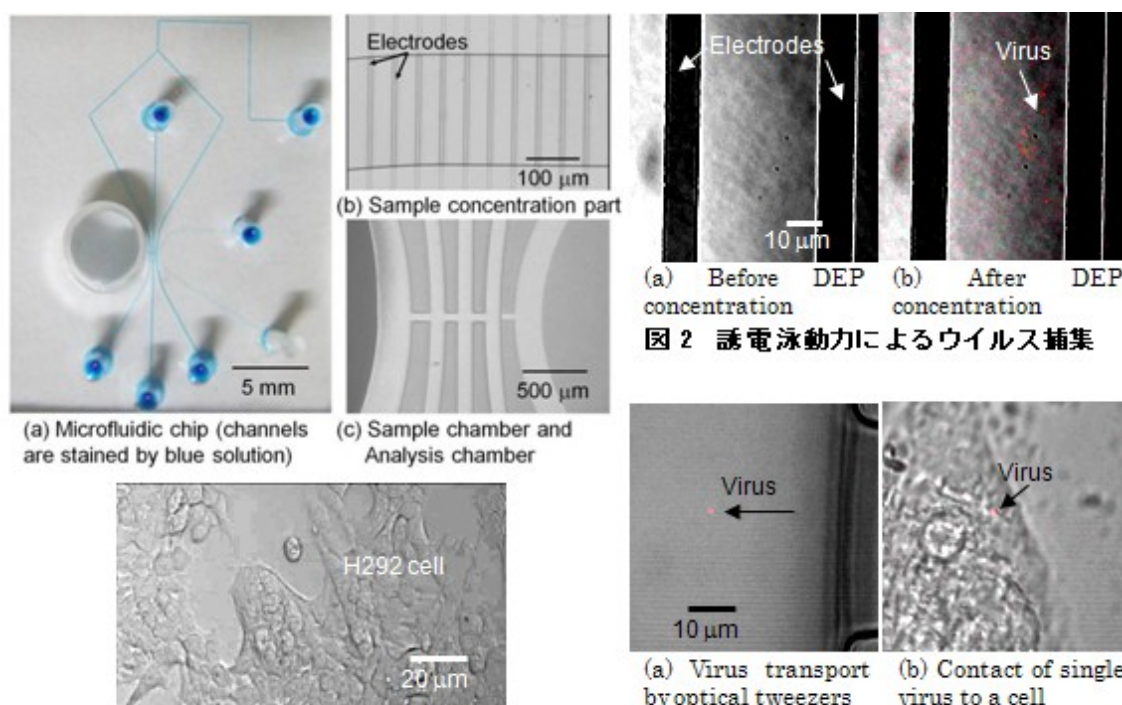 5 mm
(a) Microfluidic chip (channels
are stained by blue solution)
Electrodes
100 μm
(b) Sample concentration part
500 μm
(c) Sample chamber and
Analysis chamber
H292 cell
20 μm
Electrodes
10 μm
(a) Before DEP
concentration
Virus
(b) After DEP
concentration
図 2 誘電泳動力によるウイルス捕集
Virus
10 μm
(a) Virus transport
by optical tweezers
Virus
(b) Contact of single
virus to a cell